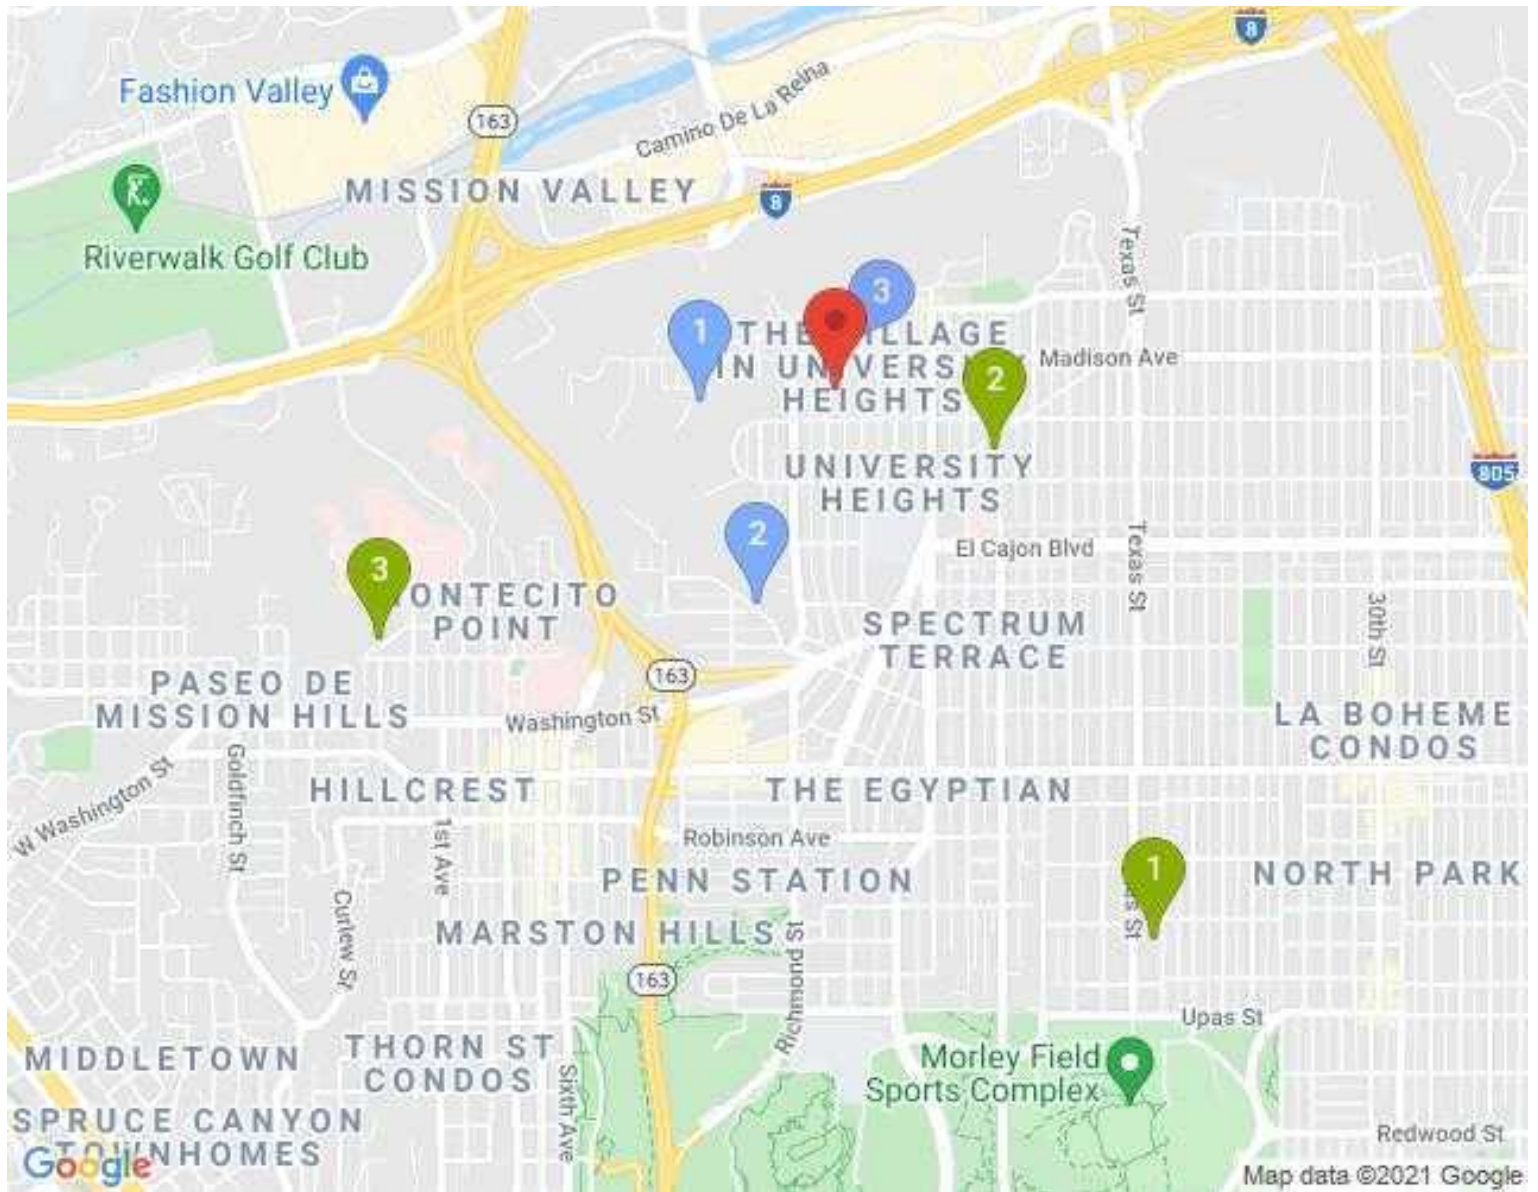 8
Fashion Valley
163
Camino De La Reina
MISSION VALLEY
8
Riverwalk Golf Club
Texas St
3
1
THE VILLAGE
IN UNIVERSITY
HEIGHTS
Madison Ave
2
UNIVERSITY
HEIGHTS
805
2
El Cajon Blvd
Texas St
3
MONTECITO
POINT
SPECTRUM
TERRACE
30th St
163
PASEO DE
MISSION HILLS
Washington St
LA BOHEME
CONDOS
W Washington St
Goldfinch St
HILLCREST
THE EGYPTIAN
1st Ave
Robinson Ave
PENN STATION
1
NORTH PARK
Curlew St
MARSTON HILLS
as St
Richmond St
163
Upas St
MIDDLETOWN
THORN ST
CONDOS
Sixth Ave
Morley Field
Sports Complex
SPRUCE CANYON
TOWNHOMES
Redwood St
Google
Map data ©2021 Google